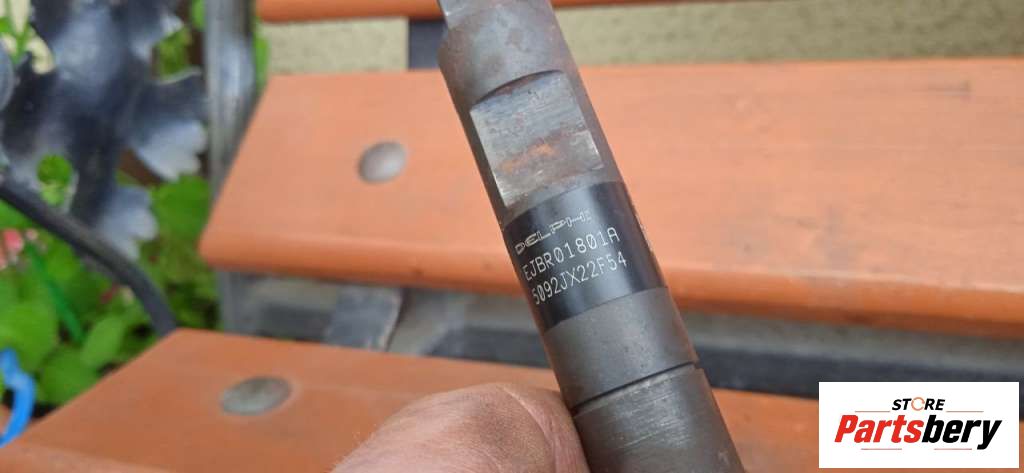 DELPHI
EJBR01801A
5092JX22F54
STORE
Partsbery